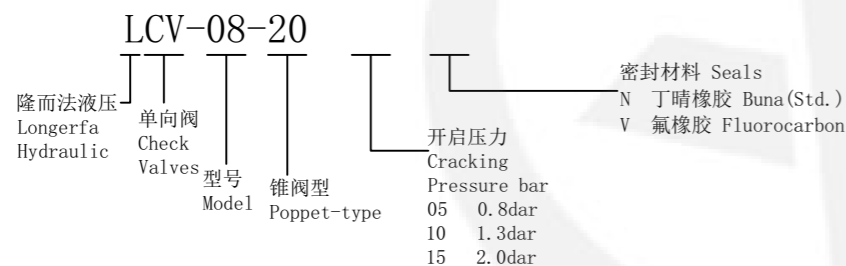 LCV-08-20
隆而法液压
Longerfa
Hydraulic
单向阀
Check
Valves
型号
Model
锥阀型
Poppet-type
开启压力
Cracking
Pressure bar
05 0.8dar
10 1.3dar
15 2.0dar
密封材料 Seals
N 丁晴橡胶 Buna(Std.)
V 氟橡胶 Fluorocarbon